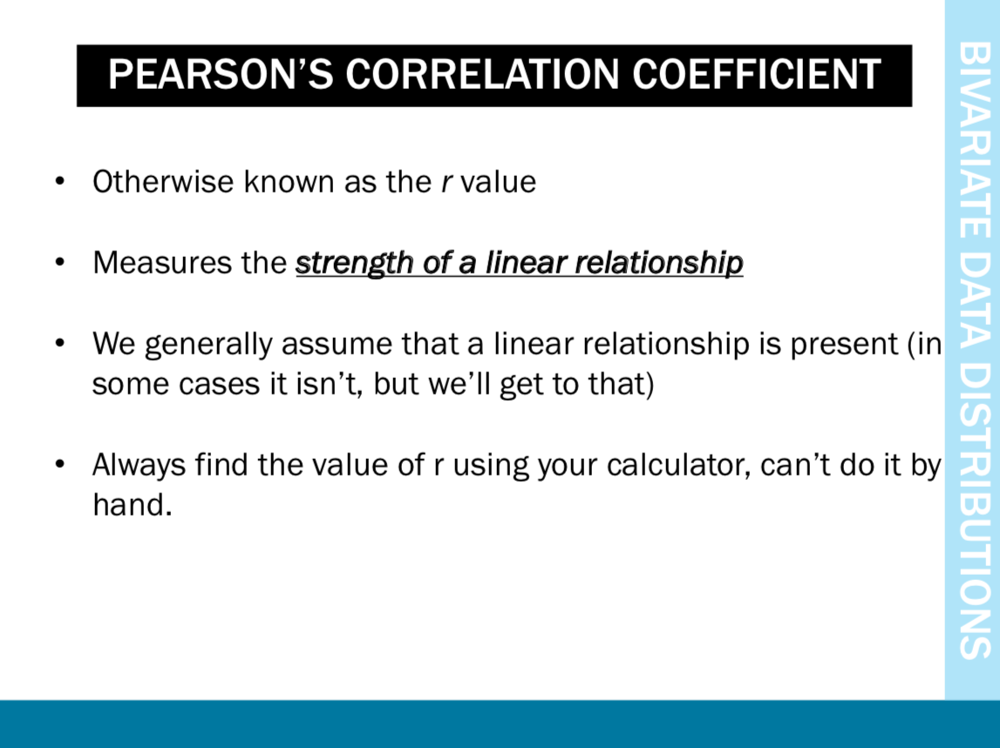 PEARSON’S CORRELATION COEFFICIENT
• Otherwise known as the r value
• Measures the strength of a linear relationship
• We generally assume that a linear relationship is present (in
some cases it isn’t, but we’ll get to that)
• Always find the value of r using your calculator, can’t do it by
hand.
BIVARIATE DATA DISTRIBUTIONS